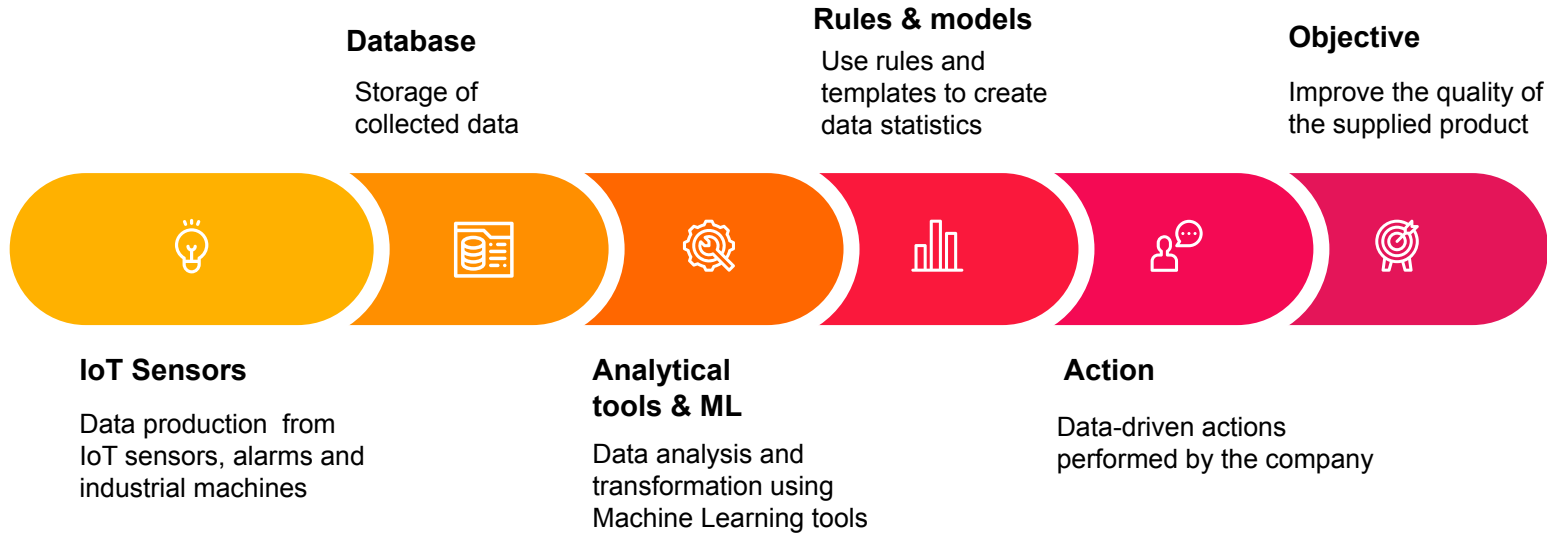 IoT Sensors
Data production from
IoT sensors, alarms and
industrial machines
Database
Storage of
collected data
Analytical
tools & ML
Data analysis and
transformation using
Machine Learning tools
Rules & models
Use rules and
templates to create
data statistics
Action
Data-driven actions
performed by the company
Objective
Improve the quality of
the supplied product